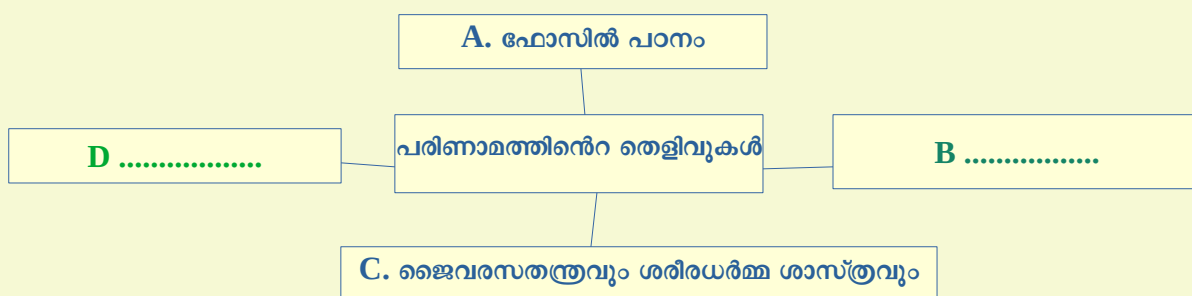 A. ഫോസിൽ പഠനം
പരിണാമത്തിൻെറ തെളിവുകൾ
D ..................
B .................
C. ജൈവരസതന്ത്രവും ശരീരധർമ്മ ശാസ്ത്രവും